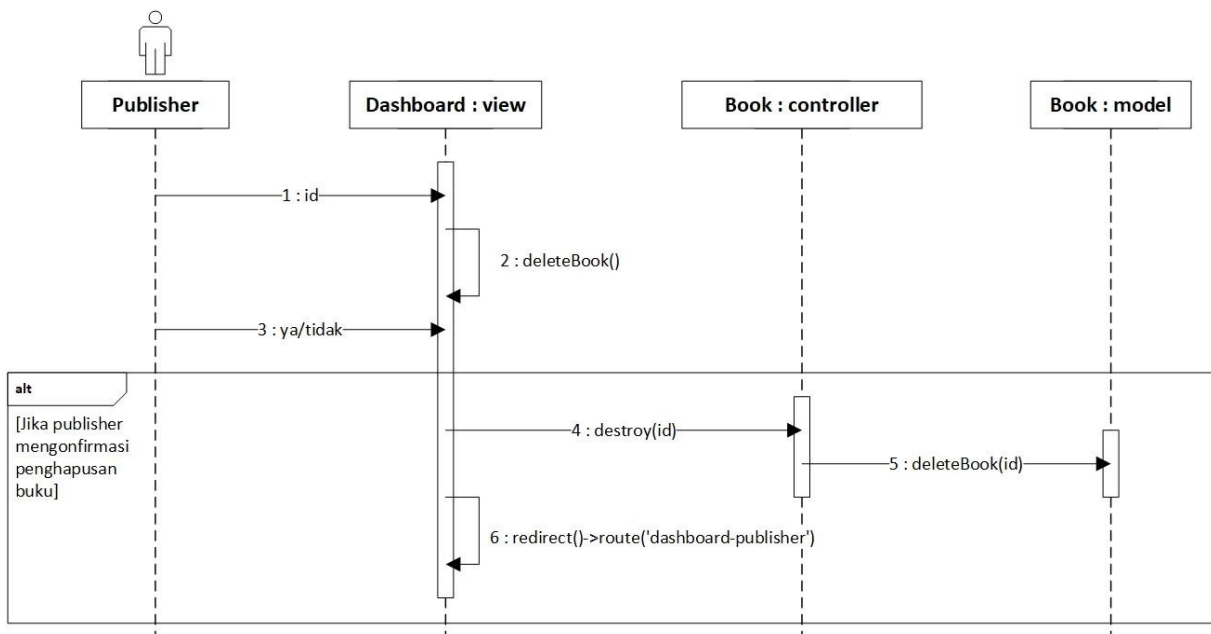 Publisher
Dashboard : view
Book : controller
Book : model
1 : id
2 : deleteBook()
3 : ya/tidak
alt
[Jika publisher
mengonfirmasi
penghapusan
buku]
4 : destroy(id)
5 : deleteBook(id)
6 : redirect()->route('dashboard-publisher')